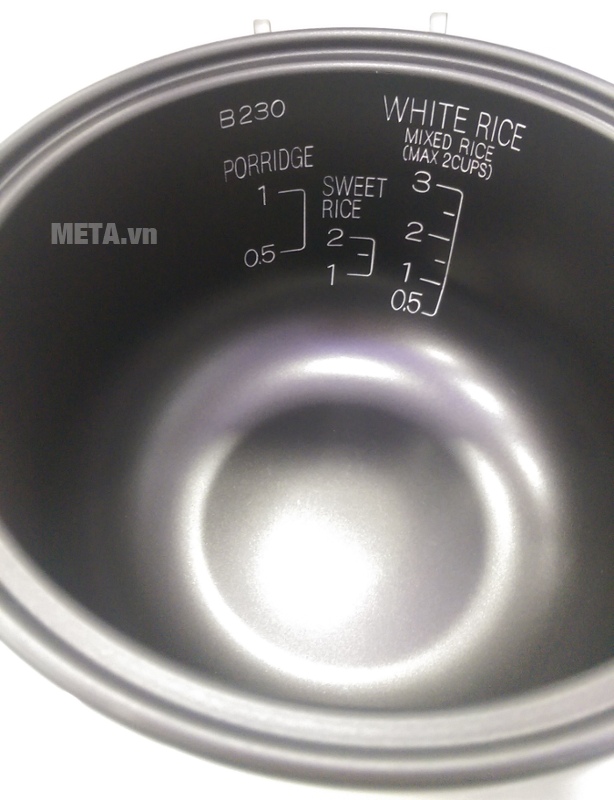 B230
WHITE RICE
MIXED RICE
(MAX 2CUPS)
PORRIDGE
1
0.5
SWEET
RICE
2
1
3
2
1
0.5
META.vn